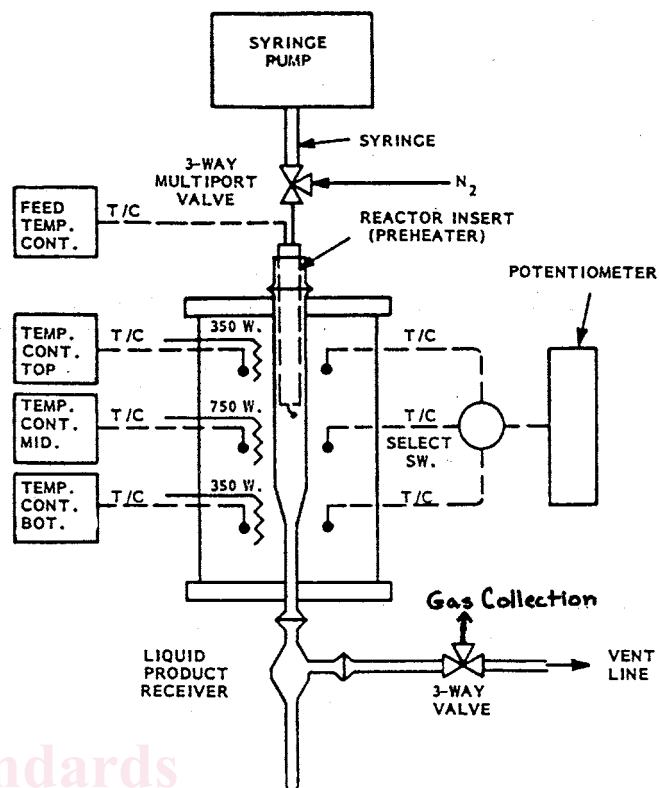 SYRINGE
PUMP
SYRINGE
3-WAY
MULTIPORT
VALVE
N2
FEED
TEMP.
CONT.
T/C
REACTOR INSERT
(PREHEATER)
POTENTIOMETER
TEMP.
CONT.
TOP
T/C
350 W.
T/C
TEMP.
CONT.
MID.
T/C
750 W.
T/C
SELECT
SW.
TEMP.
CONT.
BOT.
T/C
350 W.
T/C
Gas Collection
LIQUID
PRODUCT
RECEIVER
3-WAY
VALVE
VENT
LINE
ndards